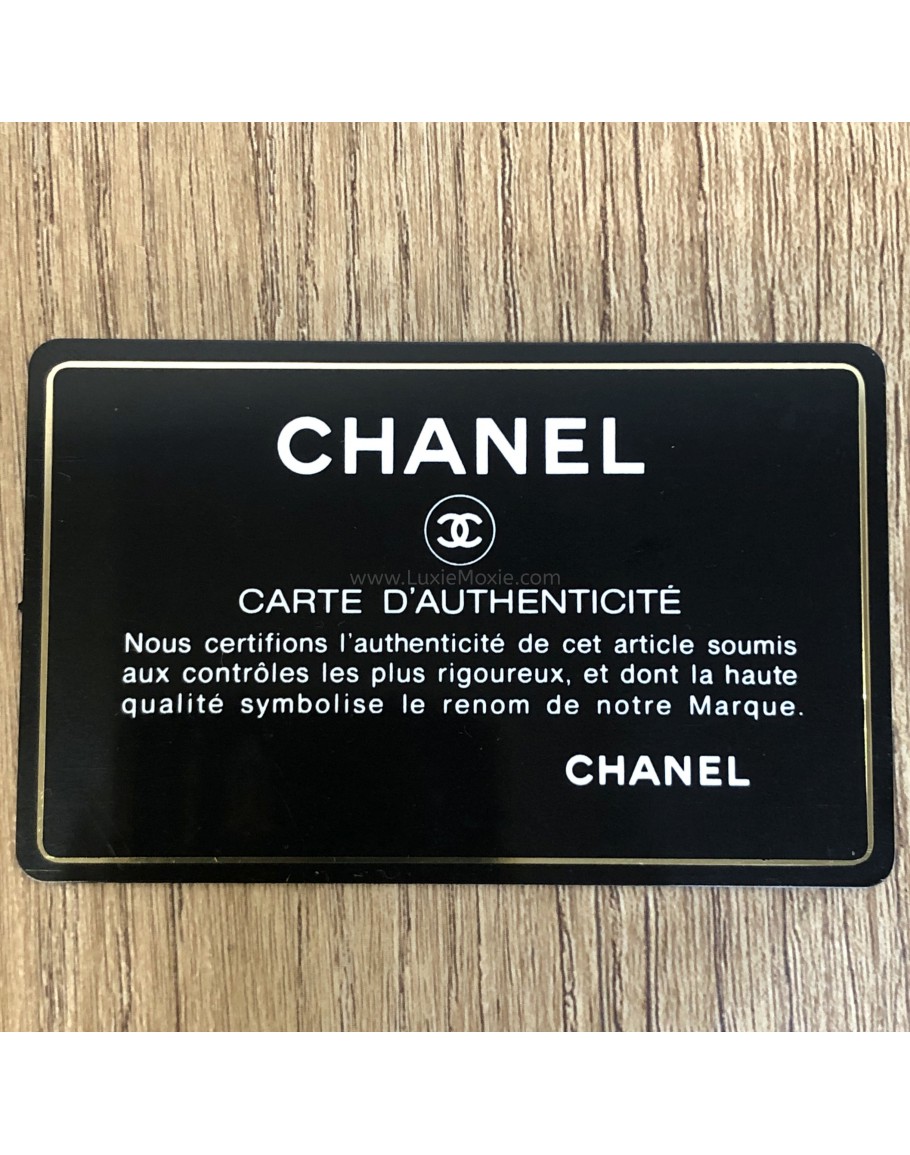 CHANEL
www.LuxieMoxie.com
CARTE D'AUTHENTICITÉ
Nous certifions l'authenticité de cet article soumis
aux contrôles les plus rigoureux, et dont la haute
qualité symbolise le renom de notre Marque.
CHANEL